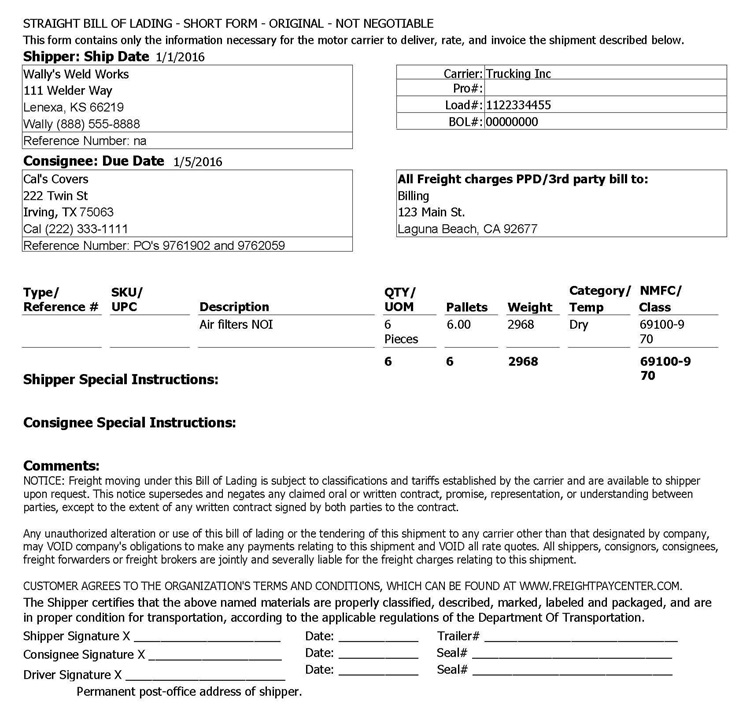 STRAIGHT BILL OF LADING - SHORT FORM - ORIGINAL - NOT NEGOTIABLE
This form contains only the information necessary for the motor carrier to deliver, rate, and invoice the shipment described below.
Shipper: Ship Date 1/1/2016
Wally's Weld Works
111 Welder Way
Lenexa, KS 66219
Wally (888) 555-8888
Reference Number: na
Carrier: Trucking Inc
Pro#:
Load#: 1122334455
BOL#: 00000000
Consignee: Due Date 1/5/2016
Cal's Covers
222 Twin St
Irving, TX 75063
Cal (222) 333-1111
Reference Number: PO's 9761902 and 9762059
All Freight charges PPD/3rd party bill to:
Billing
123 Main St.
Laguna Beach, CA 92677
Type/ SKU/ QTY/ Category/ NMFC/
Reference # UPC Description UOM Pallets Weight Temp Class
Air filters NOI 6 6.00 2968 Dry 69100-9
Pieces 70
6 6 2968 69100-9
70
Shipper Special Instructions:
Consignee Special Instructions:
Comments:
NOTICE: Freight moving under this Bill of Lading is subject to classifications and tariffs established by the carrier and are available to shipper
upon request. This notice supersedes and negates any claimed oral or written contract, promise, representation, or understanding between
parties, except to the extent of any written contract signed by both parties to the contract.
Any unauthorized alteration or use of this bill of lading or the tendering of this shipment to any carrier other than that designated by company,
may VOID company's obligations to make any payments relating to this shipment and VOID all rate quotes. All shippers, consignors, consignees,
freight forwarders or freight brokers are jointly and severally liable for the freight charges relating to this shipment.
CUSTOMER AGREES TO THE ORGANIZATION'S TERMS AND CONDITIONS, WHICH CAN BE FOUND AT WWW.FREIGHTPAYCENTER.COM.
The Shipper certifies that the above named materials are properly classified, described, marked, labeled and packaged, and are
in proper condition for transportation, according to the applicable regulations of the Department Of Transportation.
Shipper Signature X ____________________ Date: ___________ Trailer# ___________________________
Consignee Signature X __________________ Date: ___________ Seal# ____________________________
Driver Signature X ______________________ Date: ___________ Seal# ____________________________
Permanent post-office address of shipper.